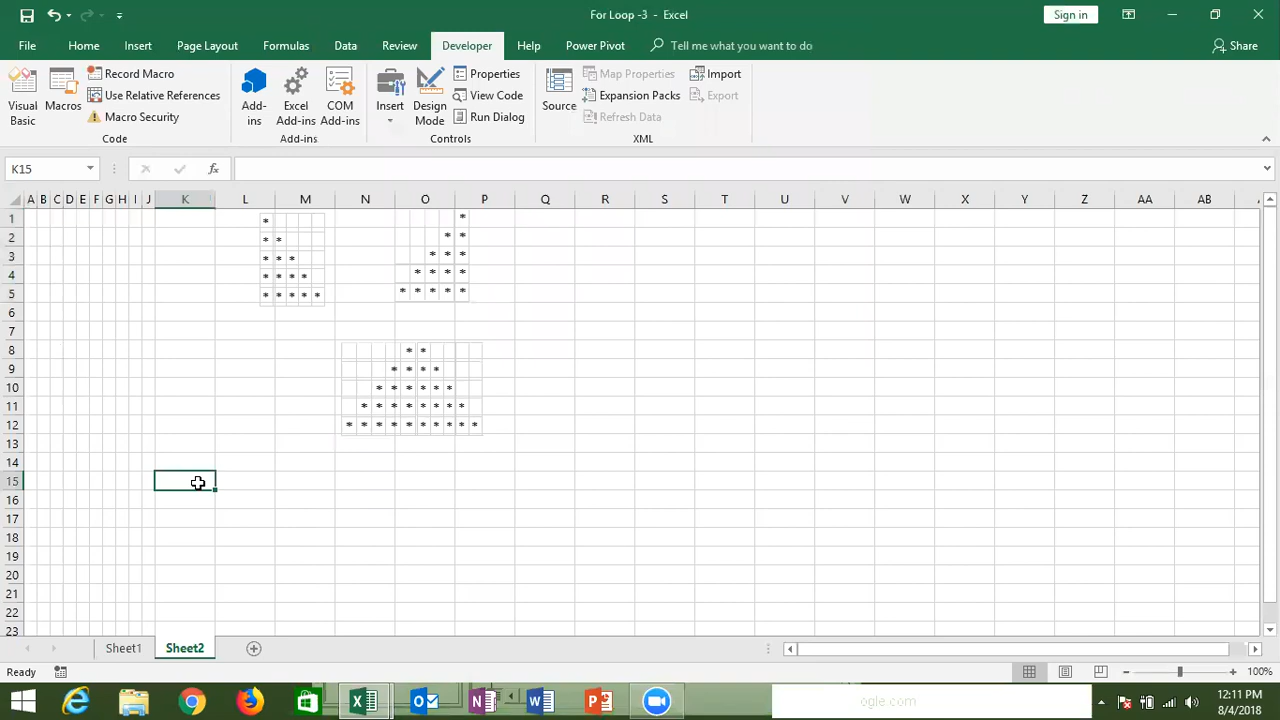 For Loop -3 - Excel
Sign in
File Home Insert Page Layout Formulas Data Review Developer Help Power Pivot Tell me what you want to do Share
Visual Basic
Macros
Record Macro
Use Relative References
Macro Security
Code
Add-ins
Excel Add-ins
COM Add-ins
Add-ins
Insert
Design Mode
Properties
View Code
Run Dialog
Controls
Source
Map Properties
Expansion Packs
Refresh Data
Import
Export
XML
K15
fx
A B C D E F G H I J K L M N O P Q R S T U V W X Y Z AA AB
1 * *
2 * * * *
3 * * * * * *
4 * * * * * * * *
5 * * * * * * * * * *
6
7
8 * *
9 * * * *
10 * * * * * *
11 * * * * * * * *
12 * * * * * * * * * *
13
14
15
16
17
18
19
20
21
22
23
Sheet1 Sheet2
Ready
100%
ogle.com
12:11 PM
8/4/2018